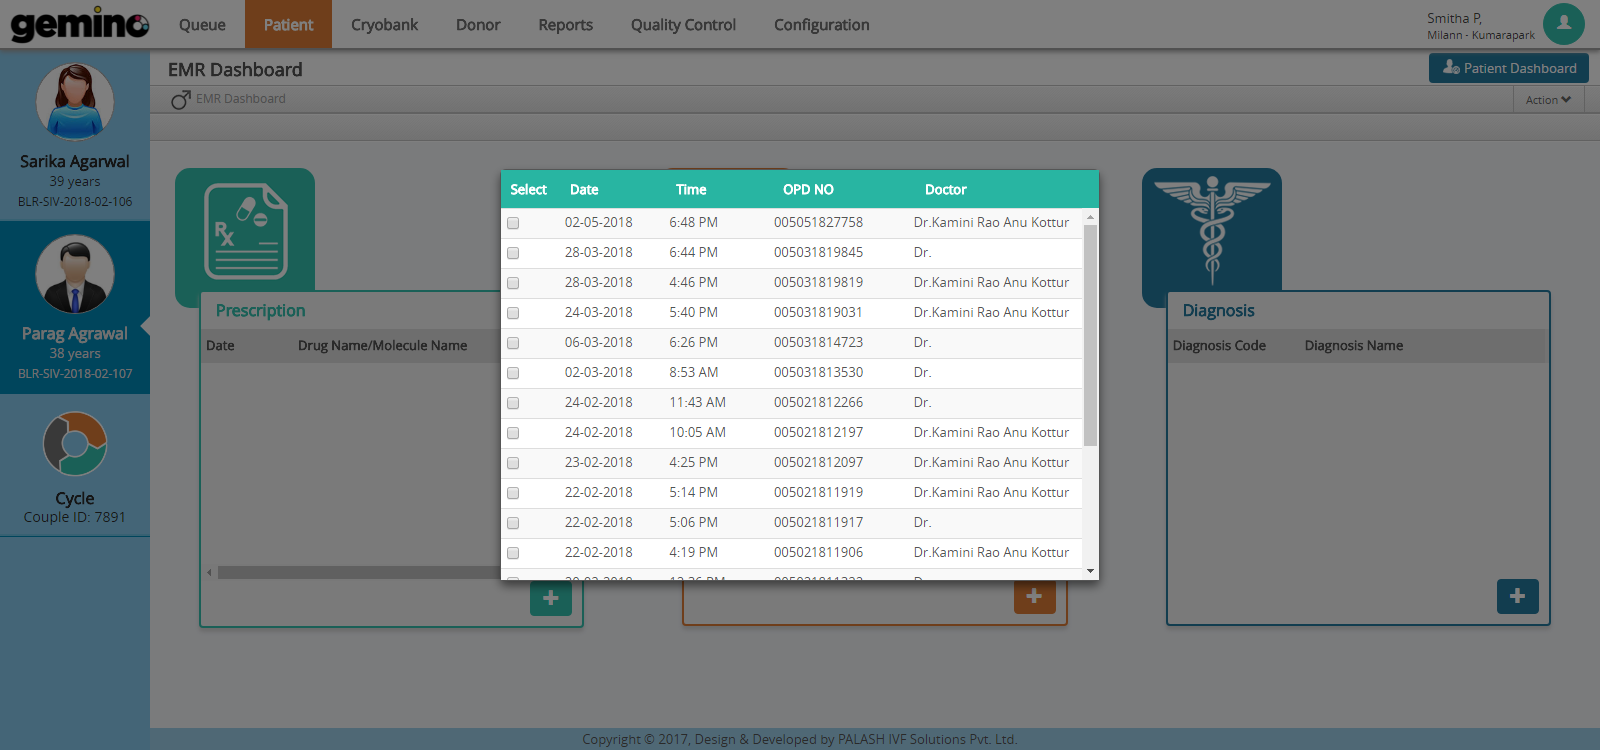 gemino Queue Patient Cryobank Donor Reports Quality Control Configuration
Smitha P,
Milann - Kumarapark
EMR Dashboard
Patient Dashboard
EMR Dashboard
Action
Sarika Agarwal
39 years
BLR-SIV-2018-02-106
Parag Agrawal
38 years
BLR-SIV-2018-02-107
Cycle
Couple ID: 7891
Rx
Prescription
Date Drug Name/Molecule Name
Select Date Time OPD NO Doctor
02-05-2018 6:48 PM 005051827758 Dr.Kamini Rao Anu Kottur
28-03-2018 6:44 PM 005031819845 Dr.
28-03-2018 4:46 PM 005031819819 Dr.Kamini Rao Anu Kottur
24-03-2018 5:40 PM 005031819031 Dr.Kamini Rao Anu Kottur
06-03-2018 6:26 PM 005031814723 Dr.
02-03-2018 8:53 AM 005031813530 Dr.
24-02-2018 11:43 AM 005021812266 Dr.
24-02-2018 10:05 AM 005021812197 Dr.Kamini Rao Anu Kottur
23-02-2018 4:25 PM 005021812097 Dr.Kamini Rao Anu Kottur
22-02-2018 5:14 PM 005021811919 Dr.Kamini Rao Anu Kottur
22-02-2018 5:06 PM 005021811917 Dr.
22-02-2018 4:19 PM 005021811906 Dr.Kamini Rao Anu Kottur
Diagnosis
Diagnosis Code Diagnosis Name
Copyright © 2017, Design & Developed by PALASH IVF Solutions Pvt. Ltd.